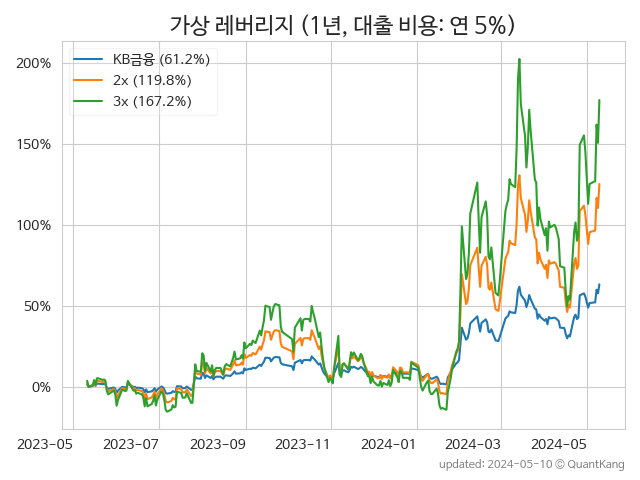 가상 레버리지 (1년, 대출 비용: 연 5%)
KB금융 (61.2%)
2x (119.8%)
3x (167.2%)
200%
150%
100%
50%
0%
2023-05 2023-07 2023-09 2023-11 2024-01 2024-03 2024-05
updated: 2024-05-10 © QuantKang